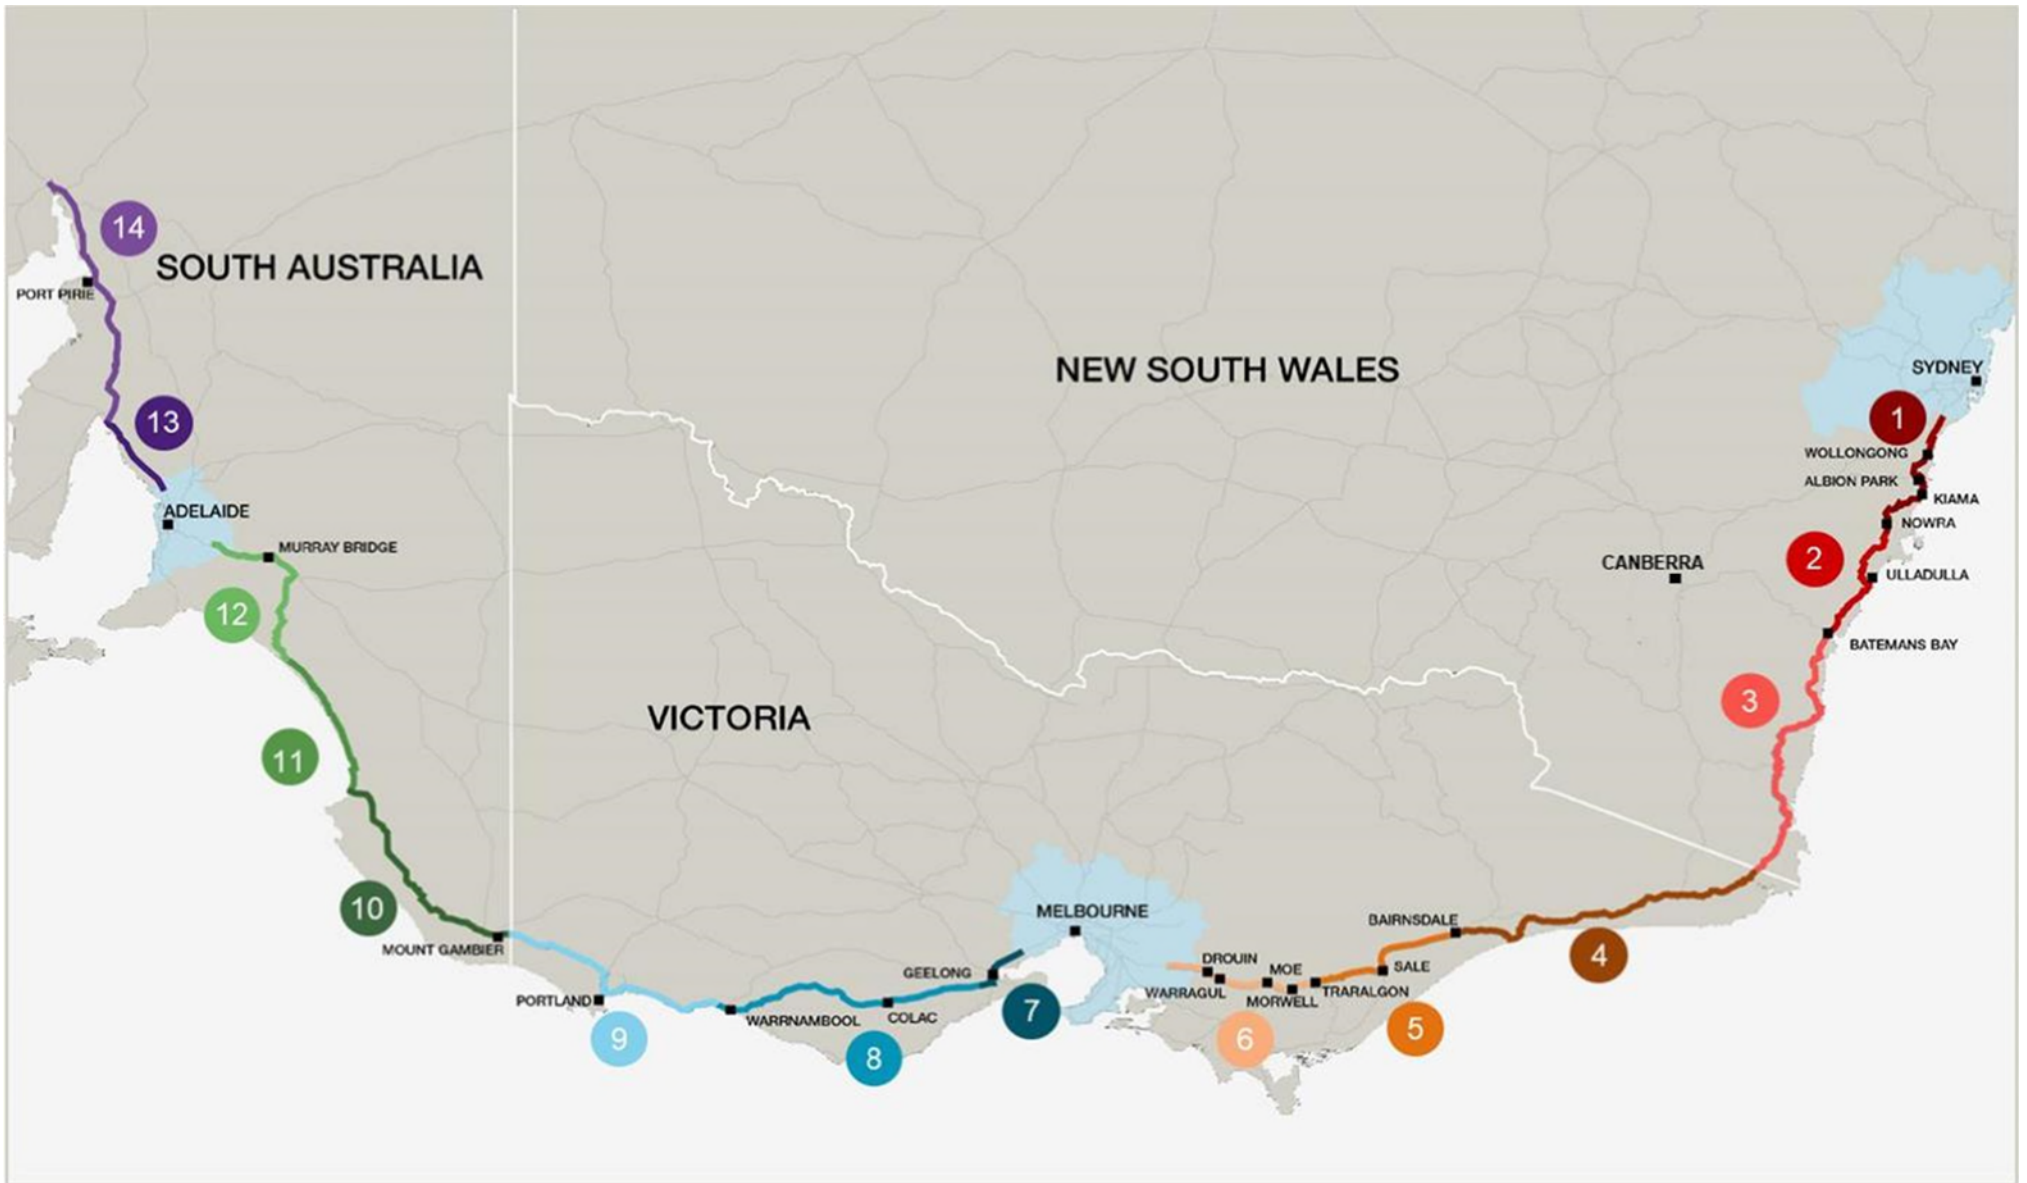 14
SOUTH AUSTRALIA
PORT PIRIE
NEW SOUTH WALES
SYDNEY
13
1
WOLLONGONG
ALBION PARK
KIAMA
ADELAIDE
NOWRA
MURRAY BRIDGE
CANBERRA
2
ULLADULLA
12
BATEMANS BAY
3
VICTORIA
11
10
MELBOURNE
BAIRNSDALE
MOUNT GAMBIER
4
DROUIN
GEELONG
MOE
SALE
WARRAGUL
TRARALGON
PORTLAND
MORWELL
7
COLAC
WARRNAMBOOL
5
9
6
8